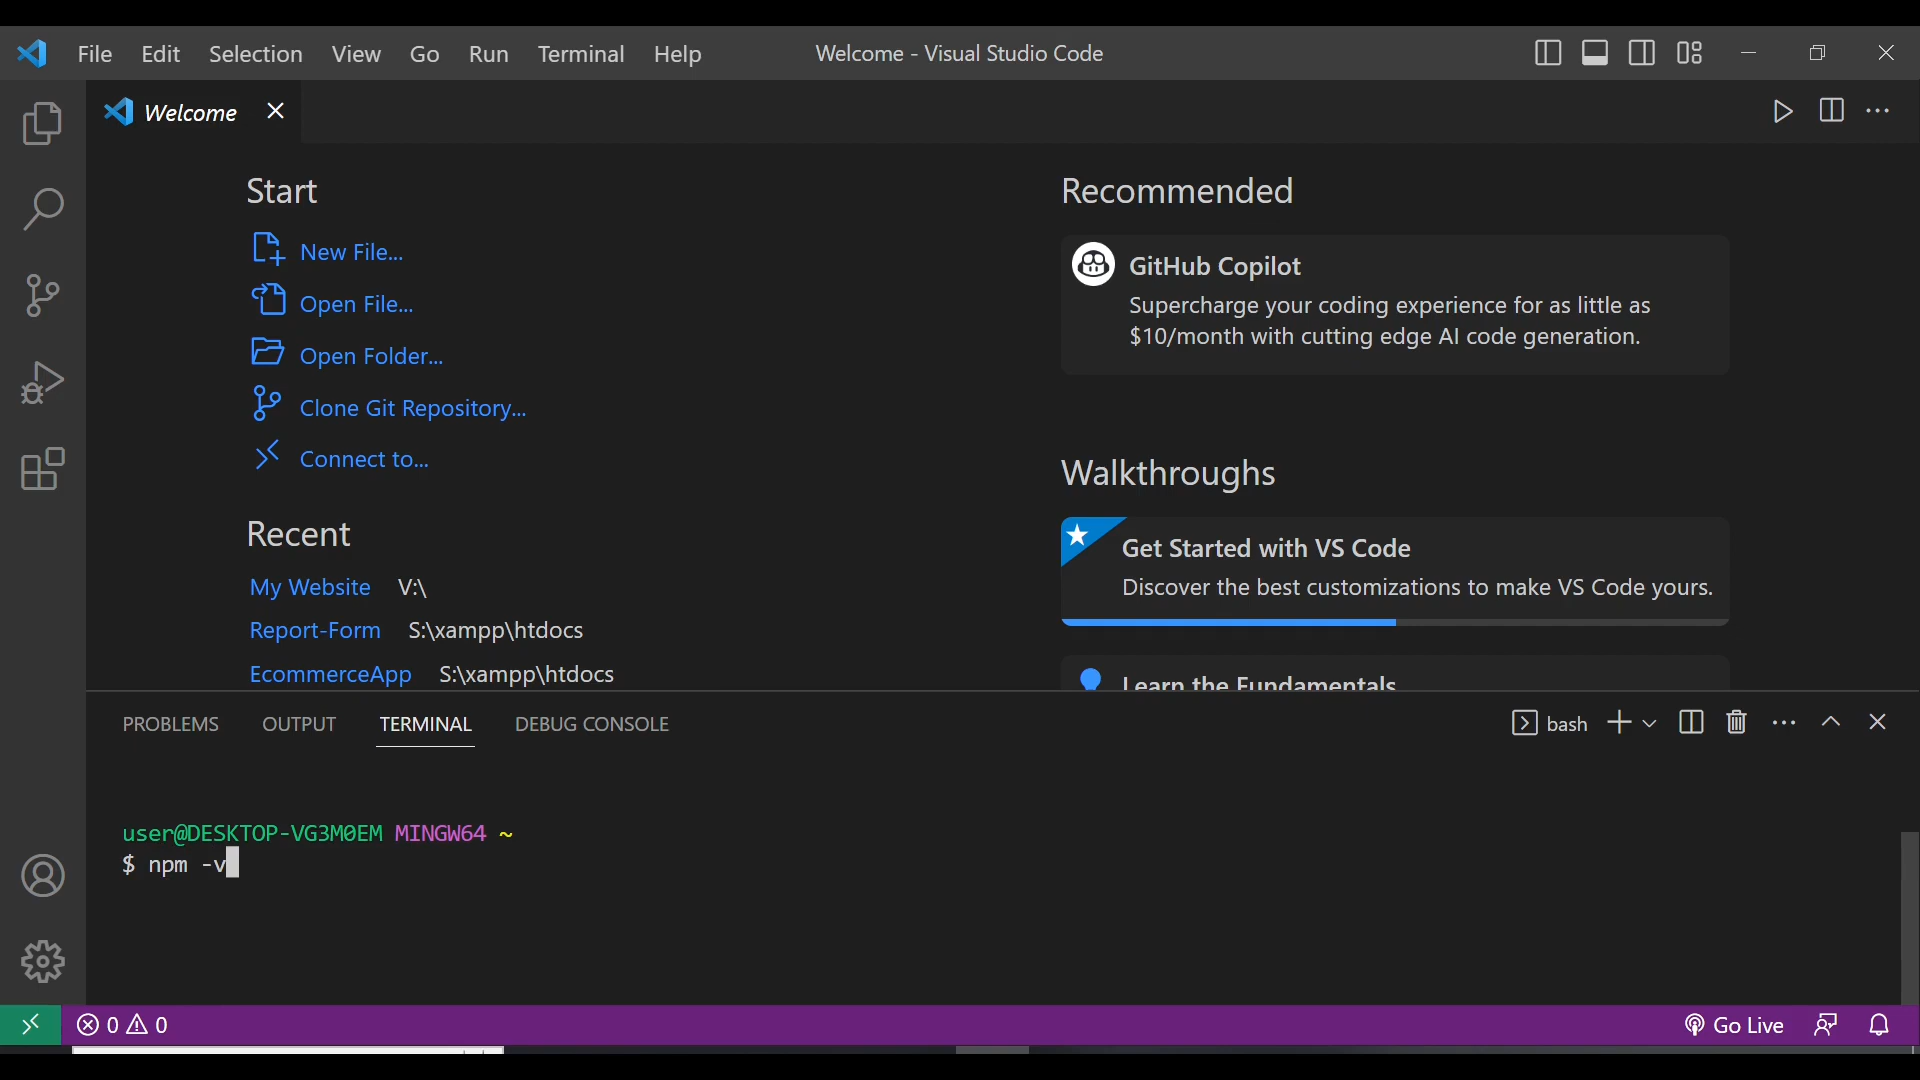 File Edit Selection View Go Run Terminal Help Welcome - Visual Studio Code
Welcome
Start
New File...
Open File...
Open Folder...
Clone Git Repository...
Connect to...
Recent
My Website V:\
Report-Form S:\xampp\htdocs
EcommerceApp S:\xampp\htdocs
Recommended
GitHub Copilot
Supercharge your coding experience for as little as
$10/month with cutting edge AI code generation.
Walkthroughs
Get Started with VS Code
Discover the best customizations to make VS Code yours.
Learn the Fundamentals
PROBLEMS OUTPUT TERMINAL DEBUG CONSOLE bash
user@DESKTOP-VG3M0EM MINGW64 ~
$ npm -v
0 0 Go Live